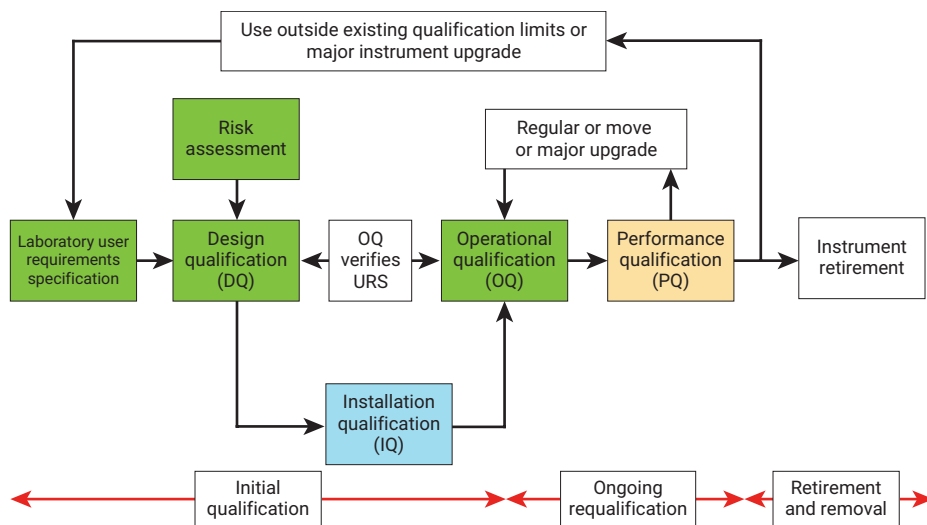 Use outside existing qualification limits or
major instrument upgrade
Risk
assessment
Regular or move
or major upgrade
Laboratory user
requirements
specification
Design
qualification
(DQ)
OQ
verifies
URS
Operational
qualification
(OQ)
Performance
qualification
(PQ)
Instrument
retirement
Installation
qualification
(IQ)
Initial
qualification
Ongoing
requalification
Retirement
and removal